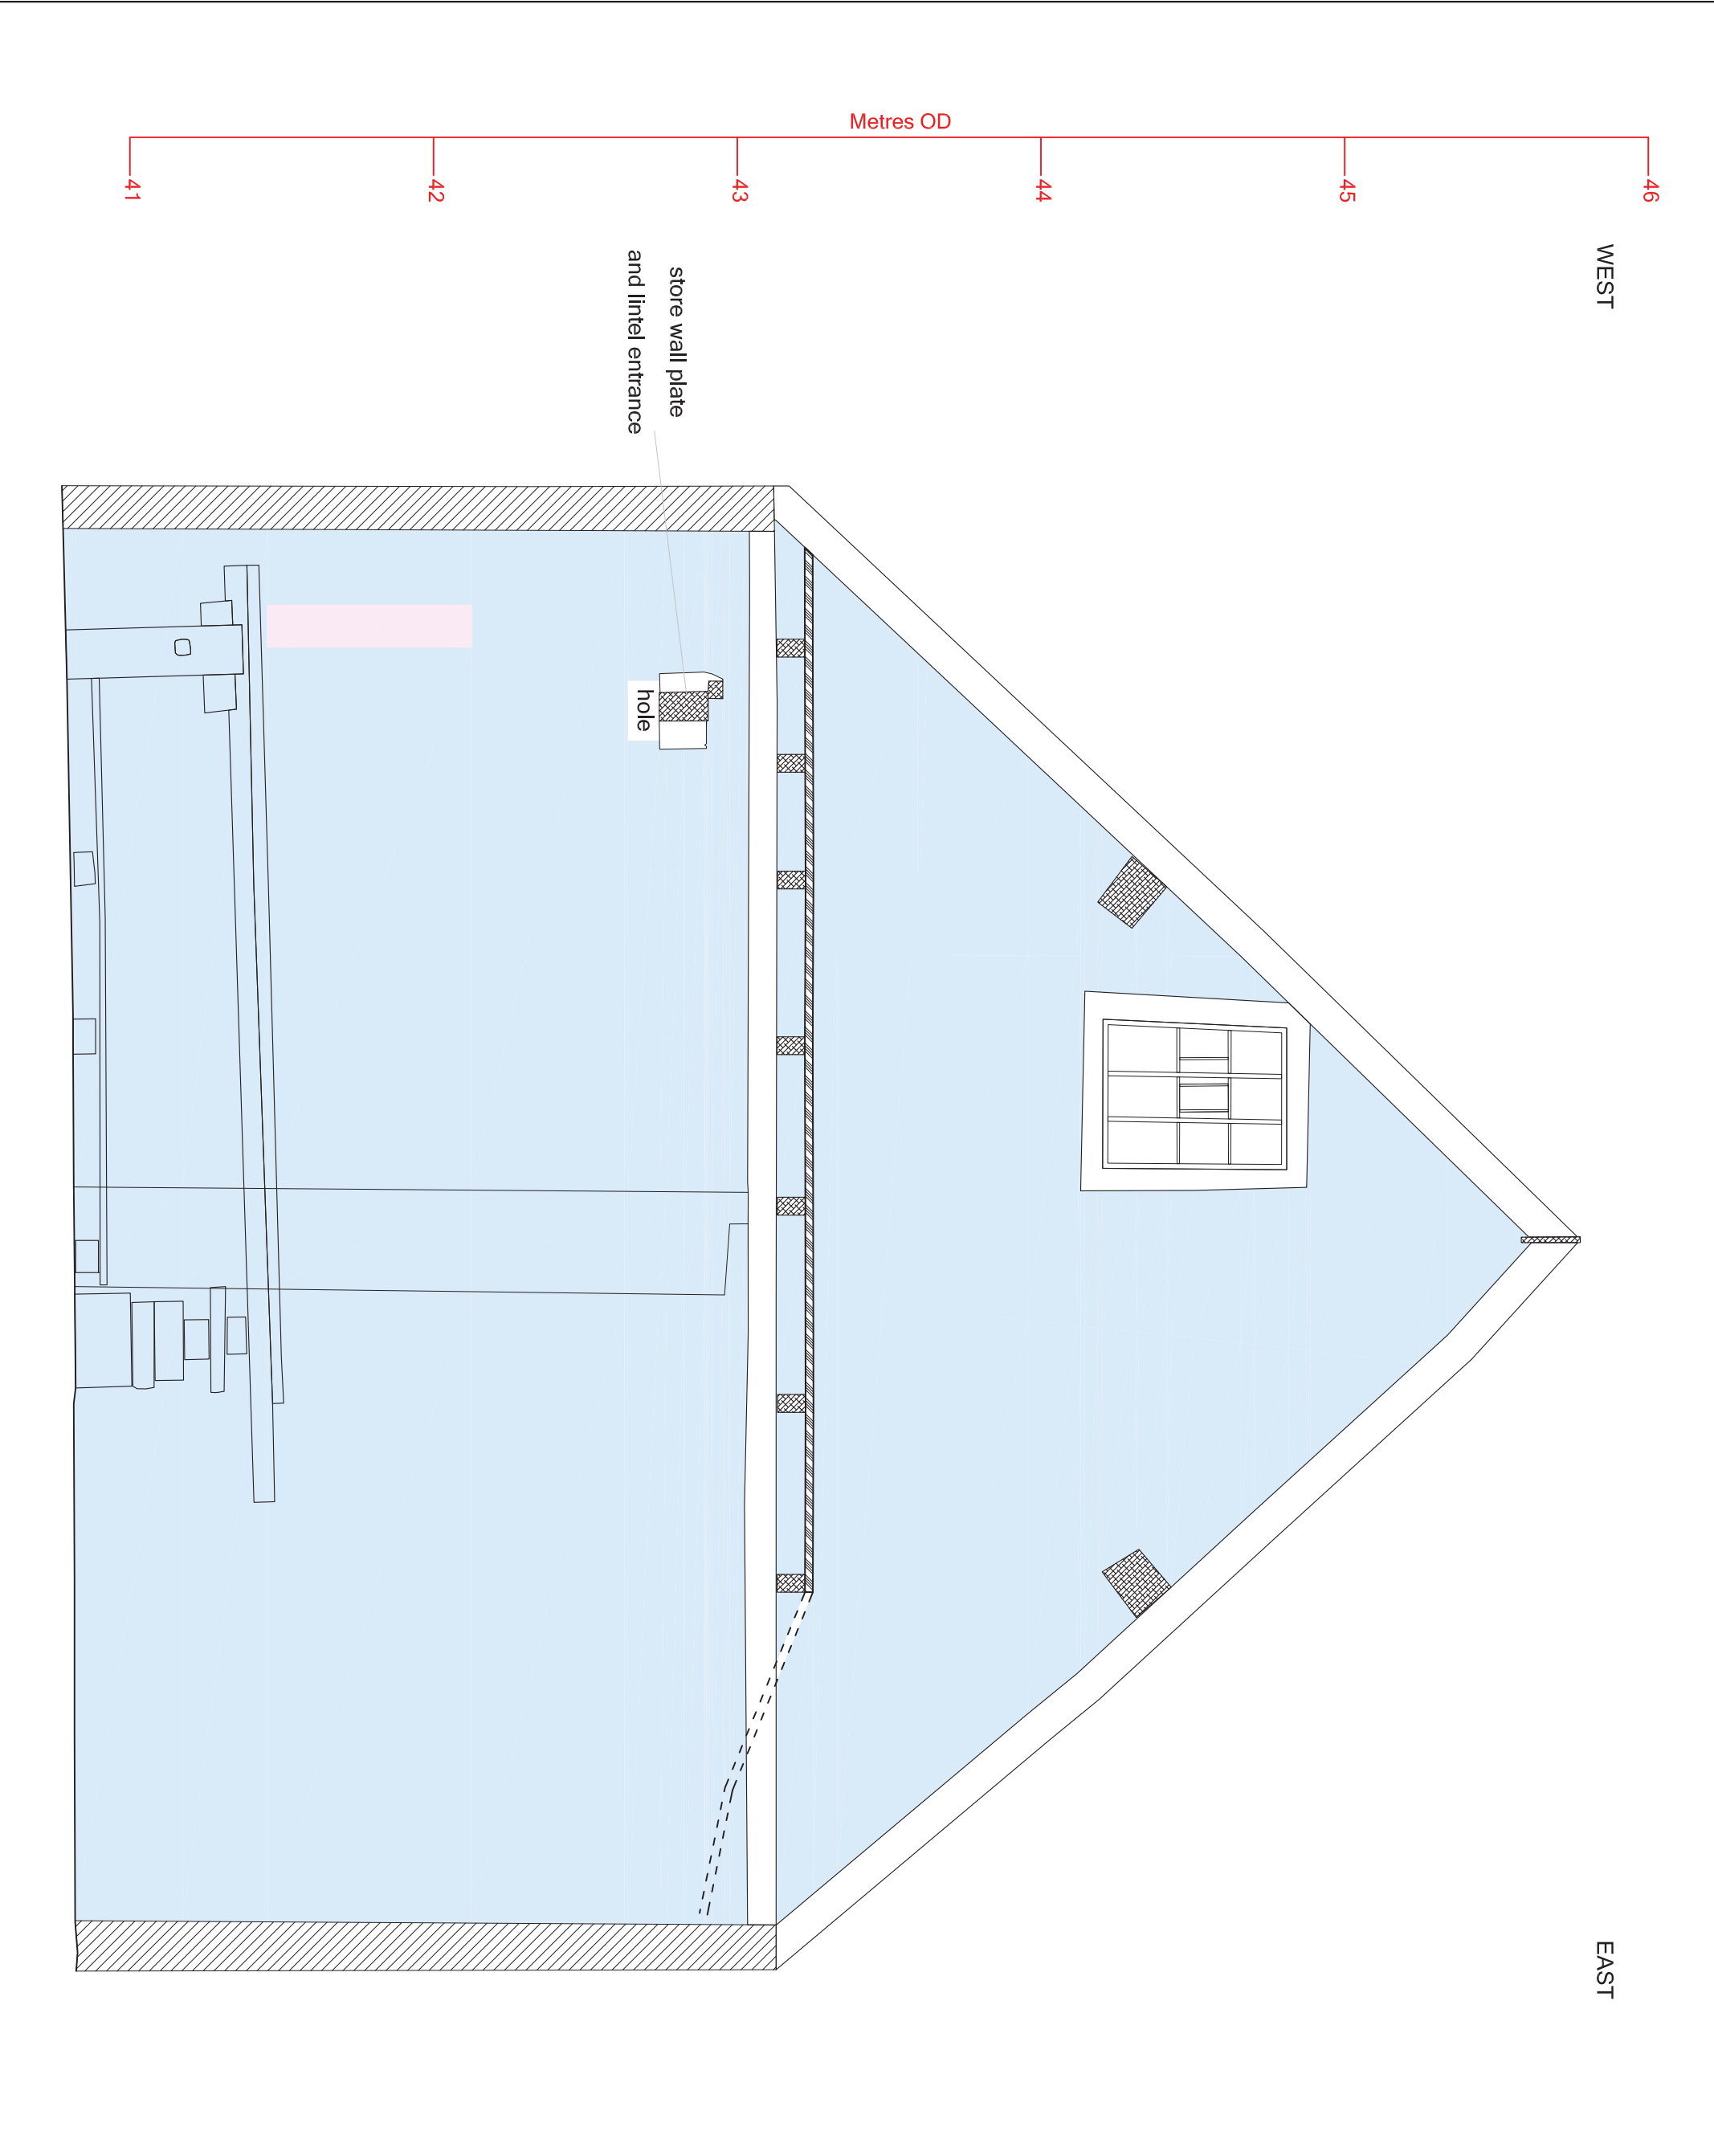 WEST
EAST
46
45
44
43
42
41
Metres OD
store wall plate
and lintel entrance
hole